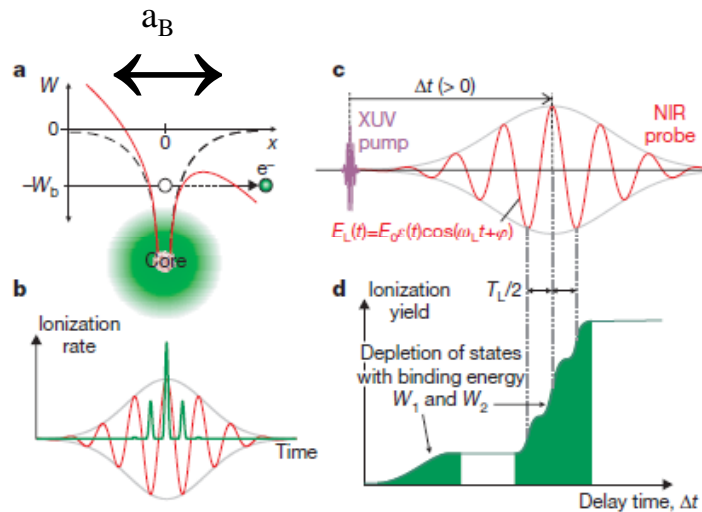 a_B
a
W
0
0
x
–W_b
e⁻
Core
b
Ionization
rate
Time
c
Δt (> 0)
XUV
pump
NIR
probe
E_L(t)=E_0ε(t)cos(ω_Lt+φ)
d
Ionization
yield
T_L/2
Depletion of states
with binding energy
W_1 and W_2
Delay time, Δt